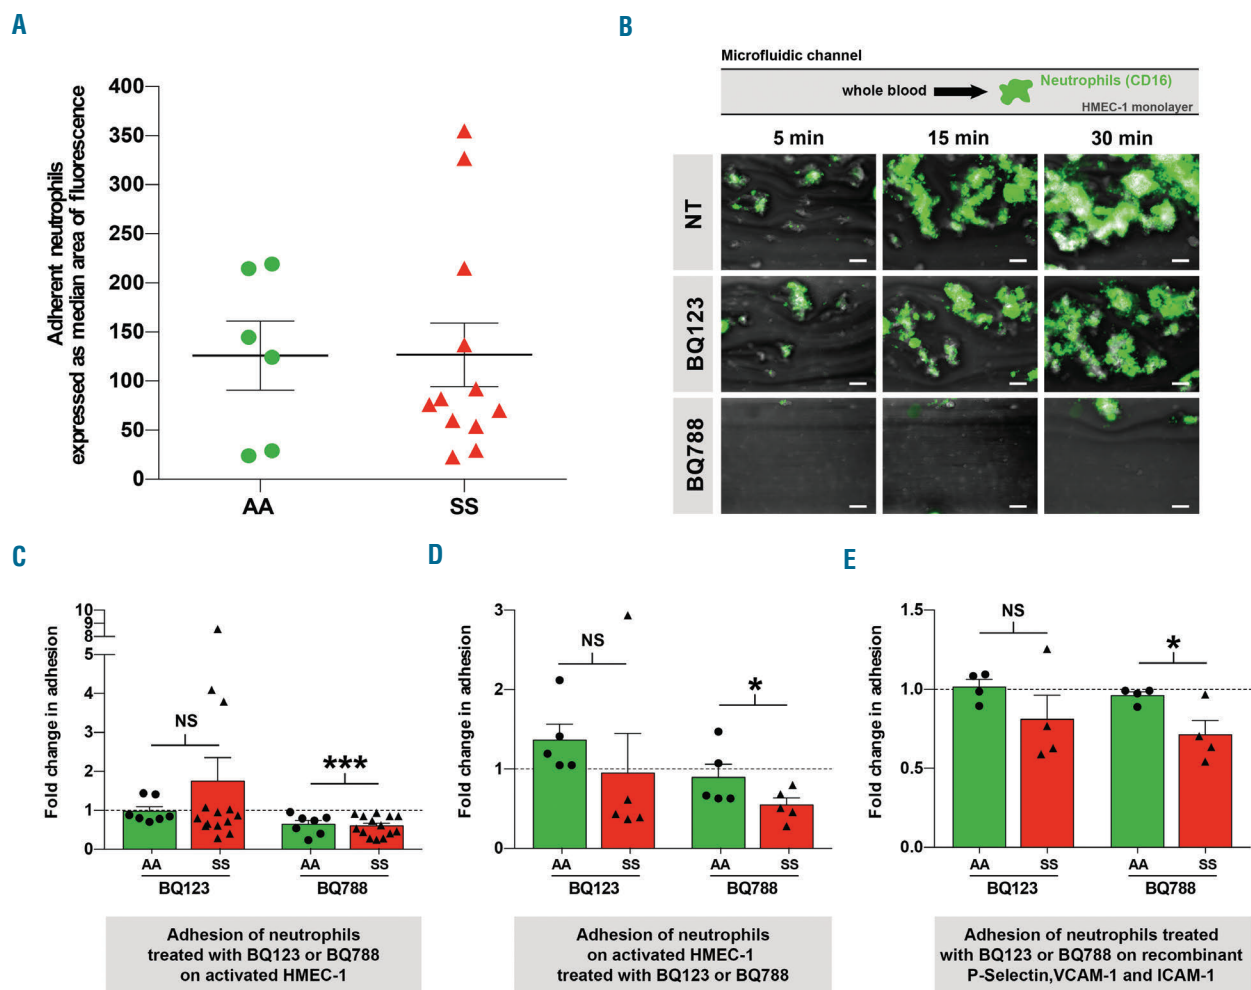 A
Adherent neutrophils
expressed as median area of fluorescence
400
350
300
250
200
150
100
50
0
AA
SS
B
Microfluidic channel
whole blood
Neutrophils (CD16)
HMEC-1 monolayer
5 min
15 min
30 min
NT
BQ123
BQ788
C
Fold change in adhesion
10
9
8
5
4
3
2
1
0
NS
***
AA
SS
AA
SS
BQ123
BQ788
Adhesion of neutrophils
treated with BQ123 or BQ788
on activated HMEC-1
D
Fold change in adhesion
3
2
1
0
NS
*
AA
SS
AA
SS
BQ123
BQ788
Adhesion of neutrophils
on activated HMEC-1
treated with BQ123 or BQ788
E
Fold change in adhesion
1.5
1.0
0.5
0.0
NS
*
AA
SS
AA
SS
BQ123
BQ788
Adhesion of neutrophils treated
with BQ123 or BQ788 on recombinant
P-Selectin,VCAM-1 and ICAM-1